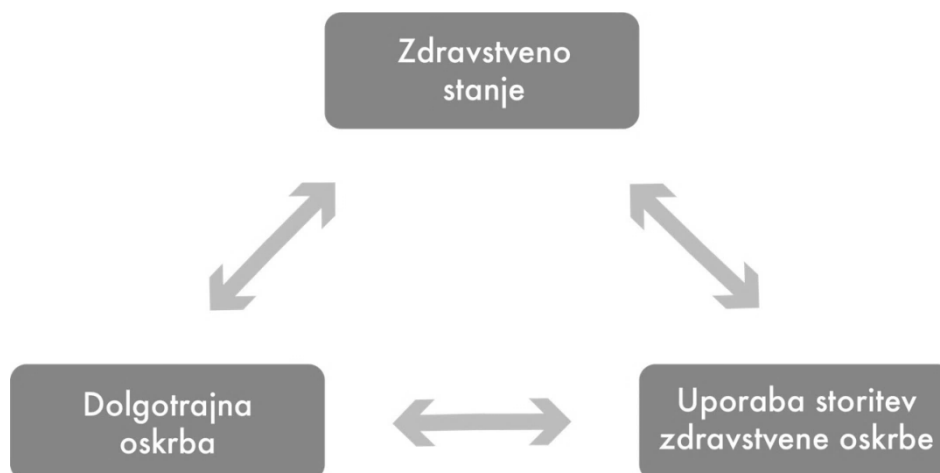 Zdravstveno
stanje
Dolgotrajna
oskrba
Uporaba storitev
zdravstvene oskrbe